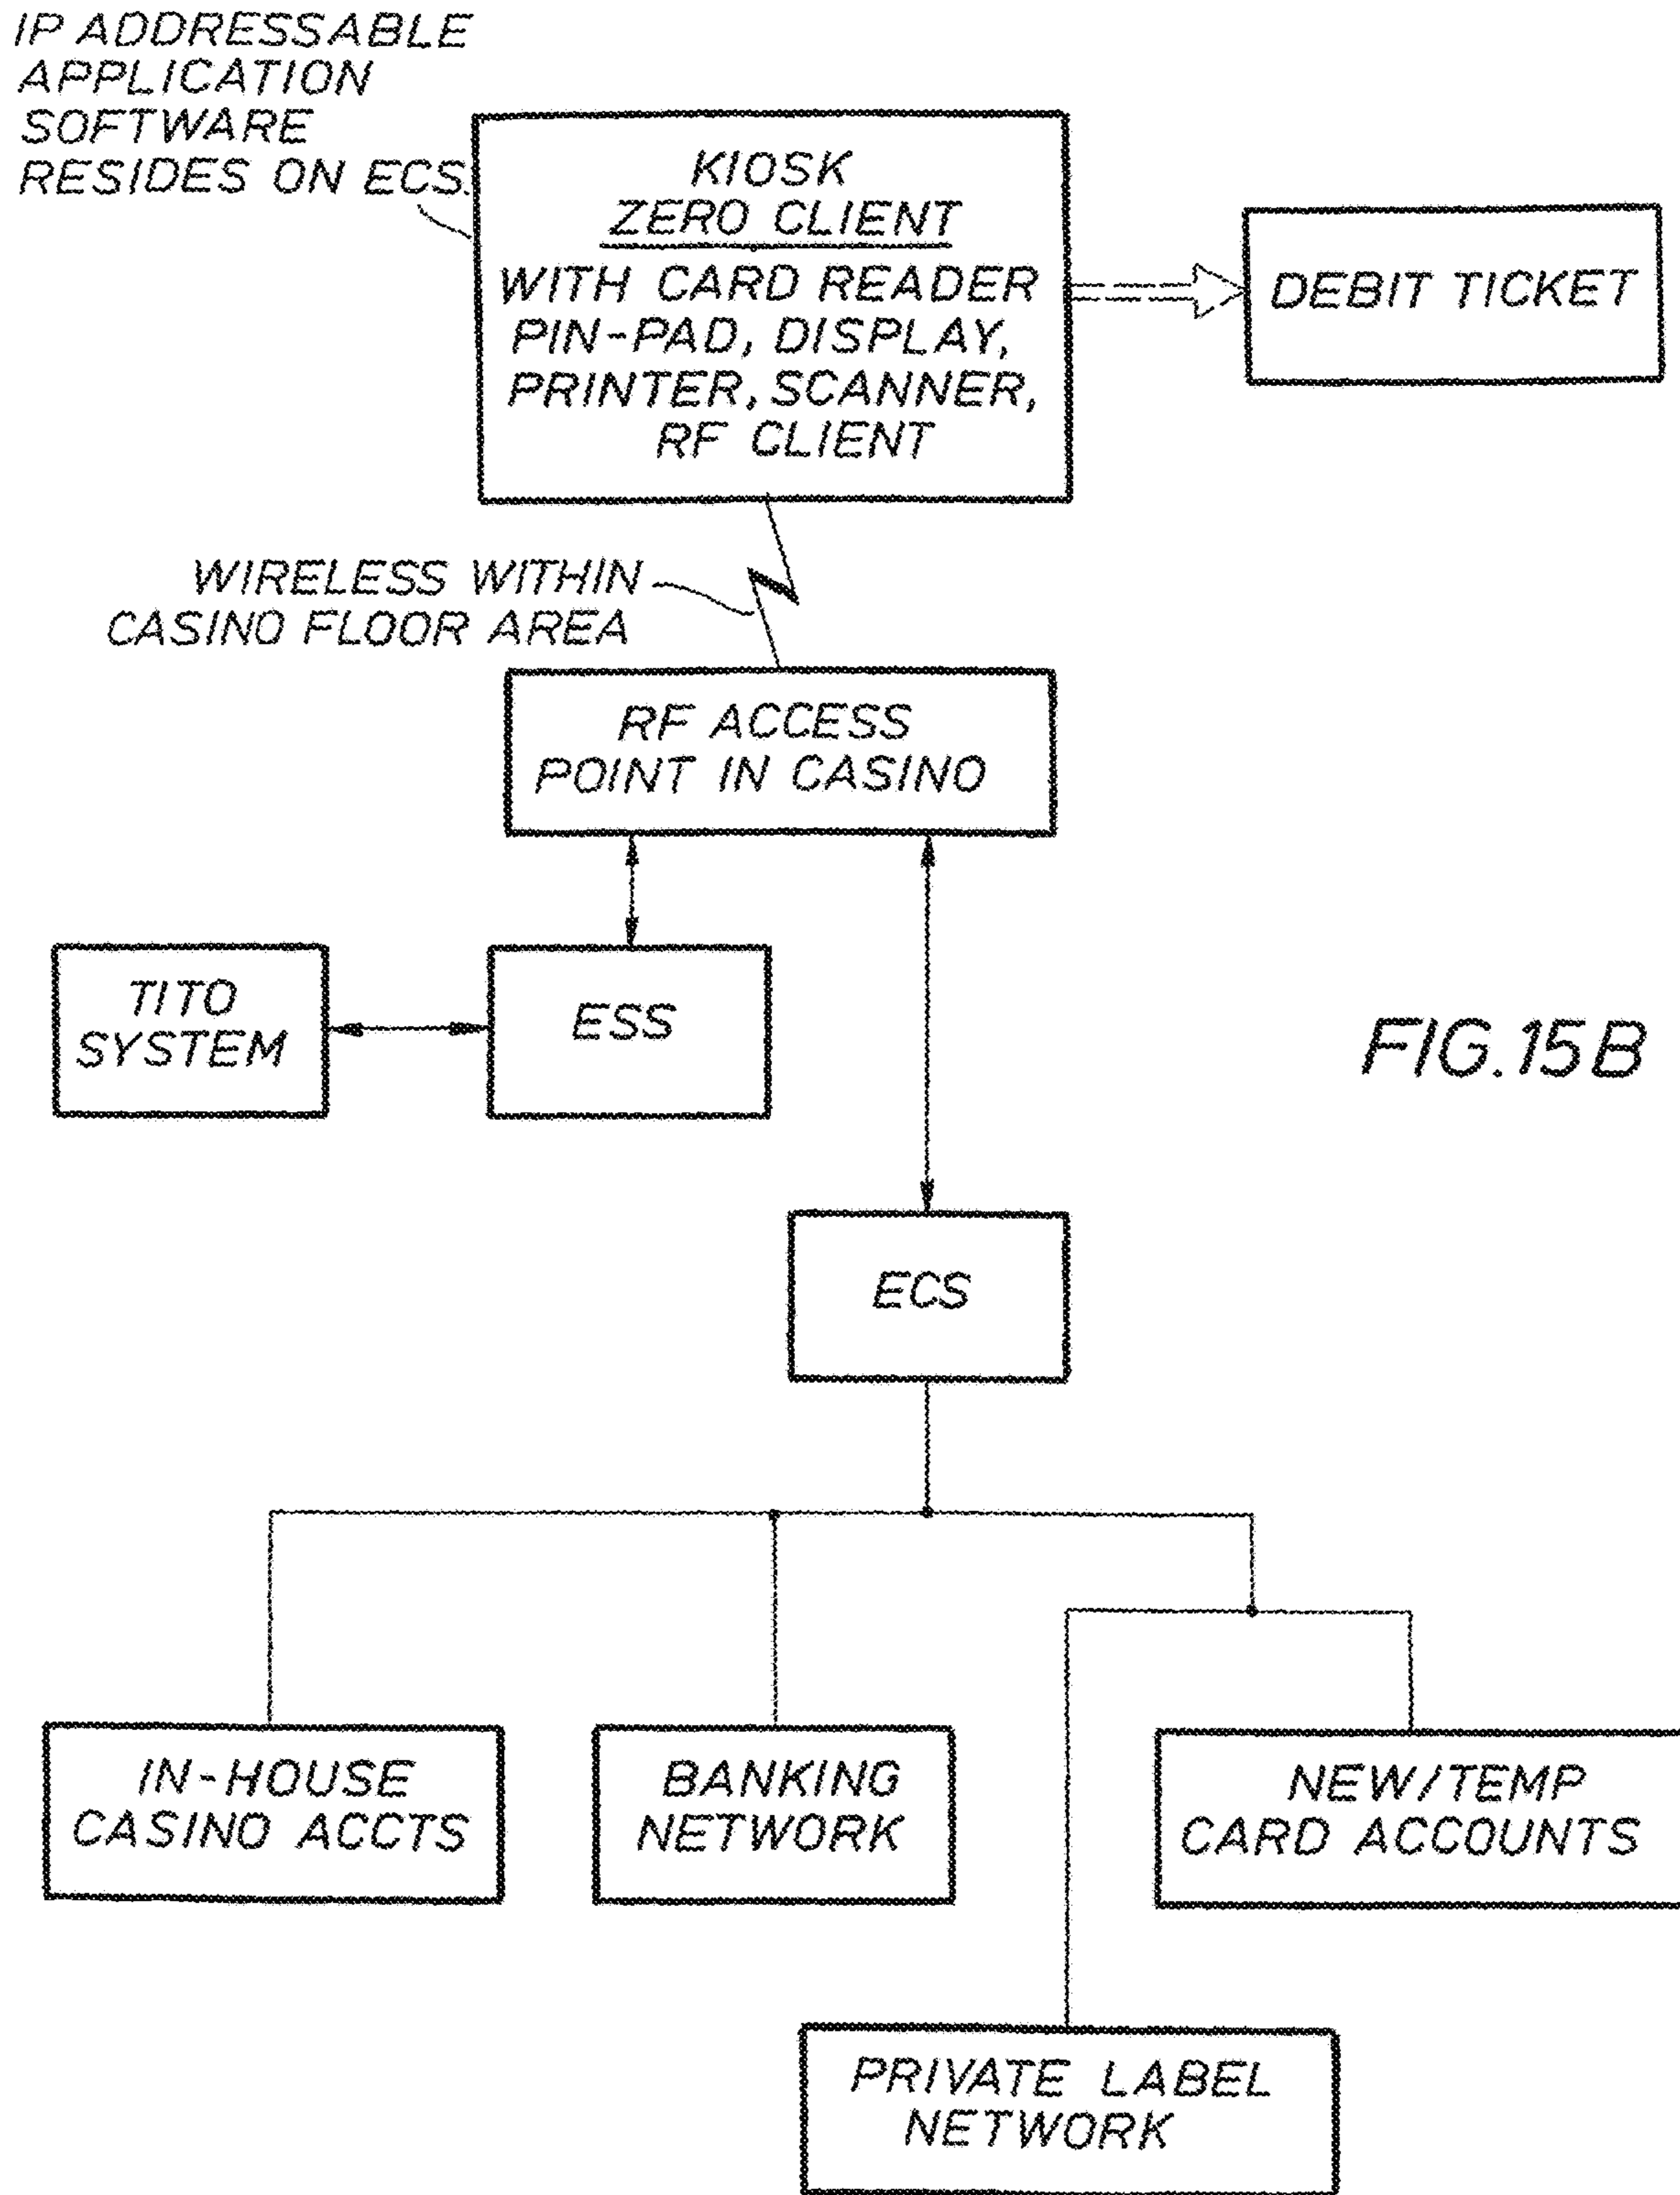 IP ADDRESSABLE
APPLICATION
SOFTWARE
RESIDES ON ECS.
KIOSK
ZERO CLIENT
WITH CARD READER
PIN-PAD, DISPLAY,
PRINTER, SCANNER,
RF CLIENT
DEBIT TICKET
WIRELESS WITHIN
CASINO FLOOR AREA
RF ACCESS
POINT IN CASINO
TITO
SYSTEM
ESS
FIG.15B
ECS
IN-HOUSE
CASINO ACCTS
BANKING
NETWORK
NEW/TEMP
CARD ACCOUNTS
PRIVATE LABEL
NETWORK